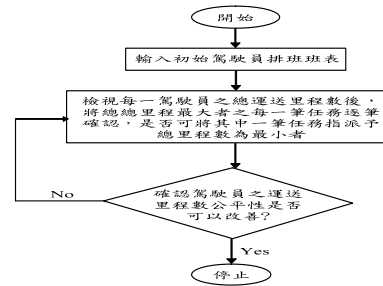 開始
輸入初始駕駛員排班班表
檢視每一駕駛員之總運送里程數後，
將總總里程最大者之每一筆任務逐筆
確認，是否可將其中一筆任務指派予
總里程數為最小者
No
確認駕駛員之運送
里程數公平性是否
可以改善?
Yes
停止